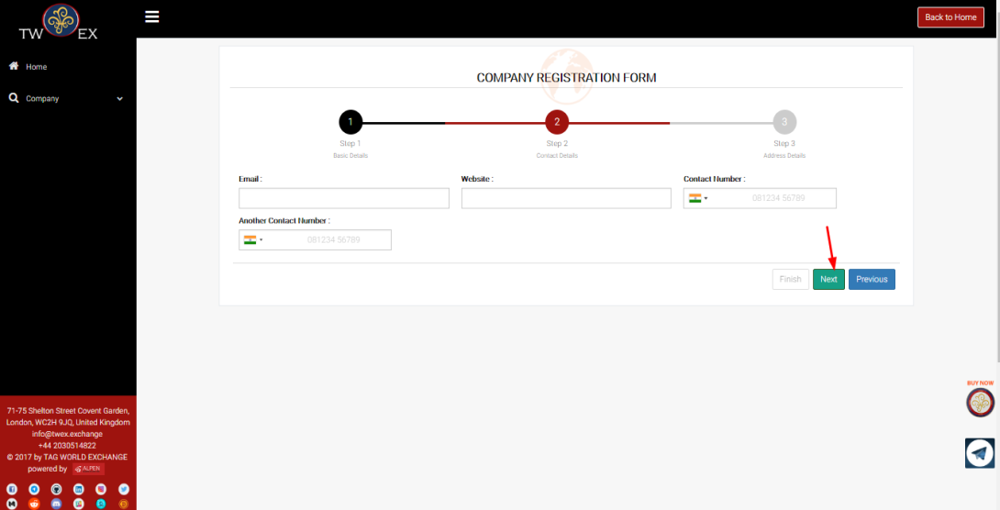 TW EX
Back to Home
Home
Company
COMPANY REGISTRATION FORM
1
2
3
Step 1
Step 2
Step 3
Basic Details
Contact Details
Address Details
Email :
Website :
Contact Number :
081234 56789
Another Contact Number :
081234 56789
Finish
Next
Previous
BUY NOW
71-75 Shelton Street Covent Garden,
London, WC2H 9JQ, United Kingdom
info@twex.exchange
+44 2030514822
© 2017 by TAG WORLD EXCHANGE
powered by ALPEN